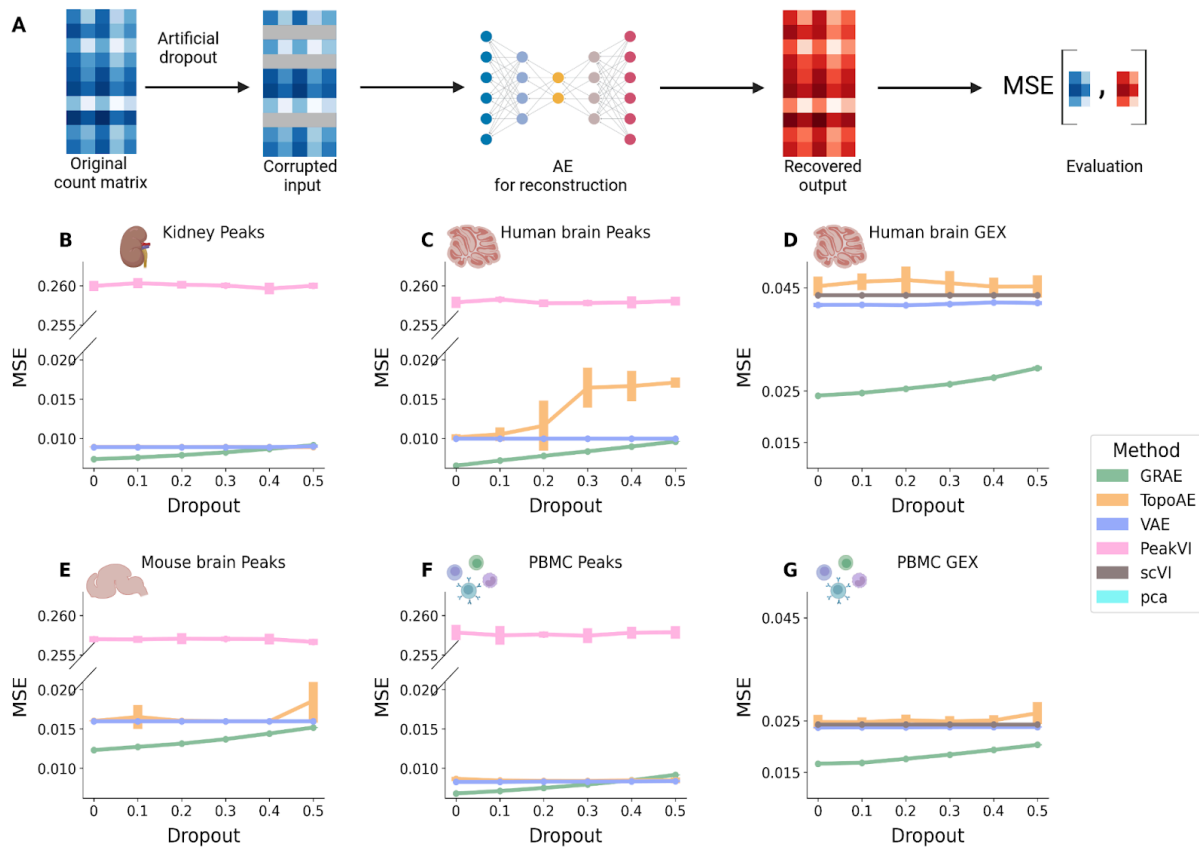 A
Artificial
dropout
Original
count matrix
Corrupted
input
AE
for reconstruction
Recovered
output
MSE [ , ]
Evaluation
B
Kidney Peaks
0.260
0.255
0.020
0.015
0.010
MSE
0 0.1 0.2 0.3 0.4 0.5
Dropout
C
Human brain Peaks
0.260
0.255
0.020
0.015
0.010
MSE
0 0.1 0.2 0.3 0.4 0.5
Dropout
D
Human brain GEX
0.045
0.025
0.015
MSE
0 0.1 0.2 0.3 0.4 0.5
Dropout
Method
GRAE
TopoAE
VAE
PeakVI
scVI
pca
E
Mouse brain Peaks
0.260
0.255
0.020
0.015
0.010
MSE
0 0.1 0.2 0.3 0.4 0.5
Dropout
F
PBMC Peaks
0.260
0.255
0.020
0.015
0.010
MSE
0 0.1 0.2 0.3 0.4 0.5
Dropout
G
PBMC GEX
0.045
0.025
0.015
MSE
0 0.1 0.2 0.3 0.4 0.5
Dropout